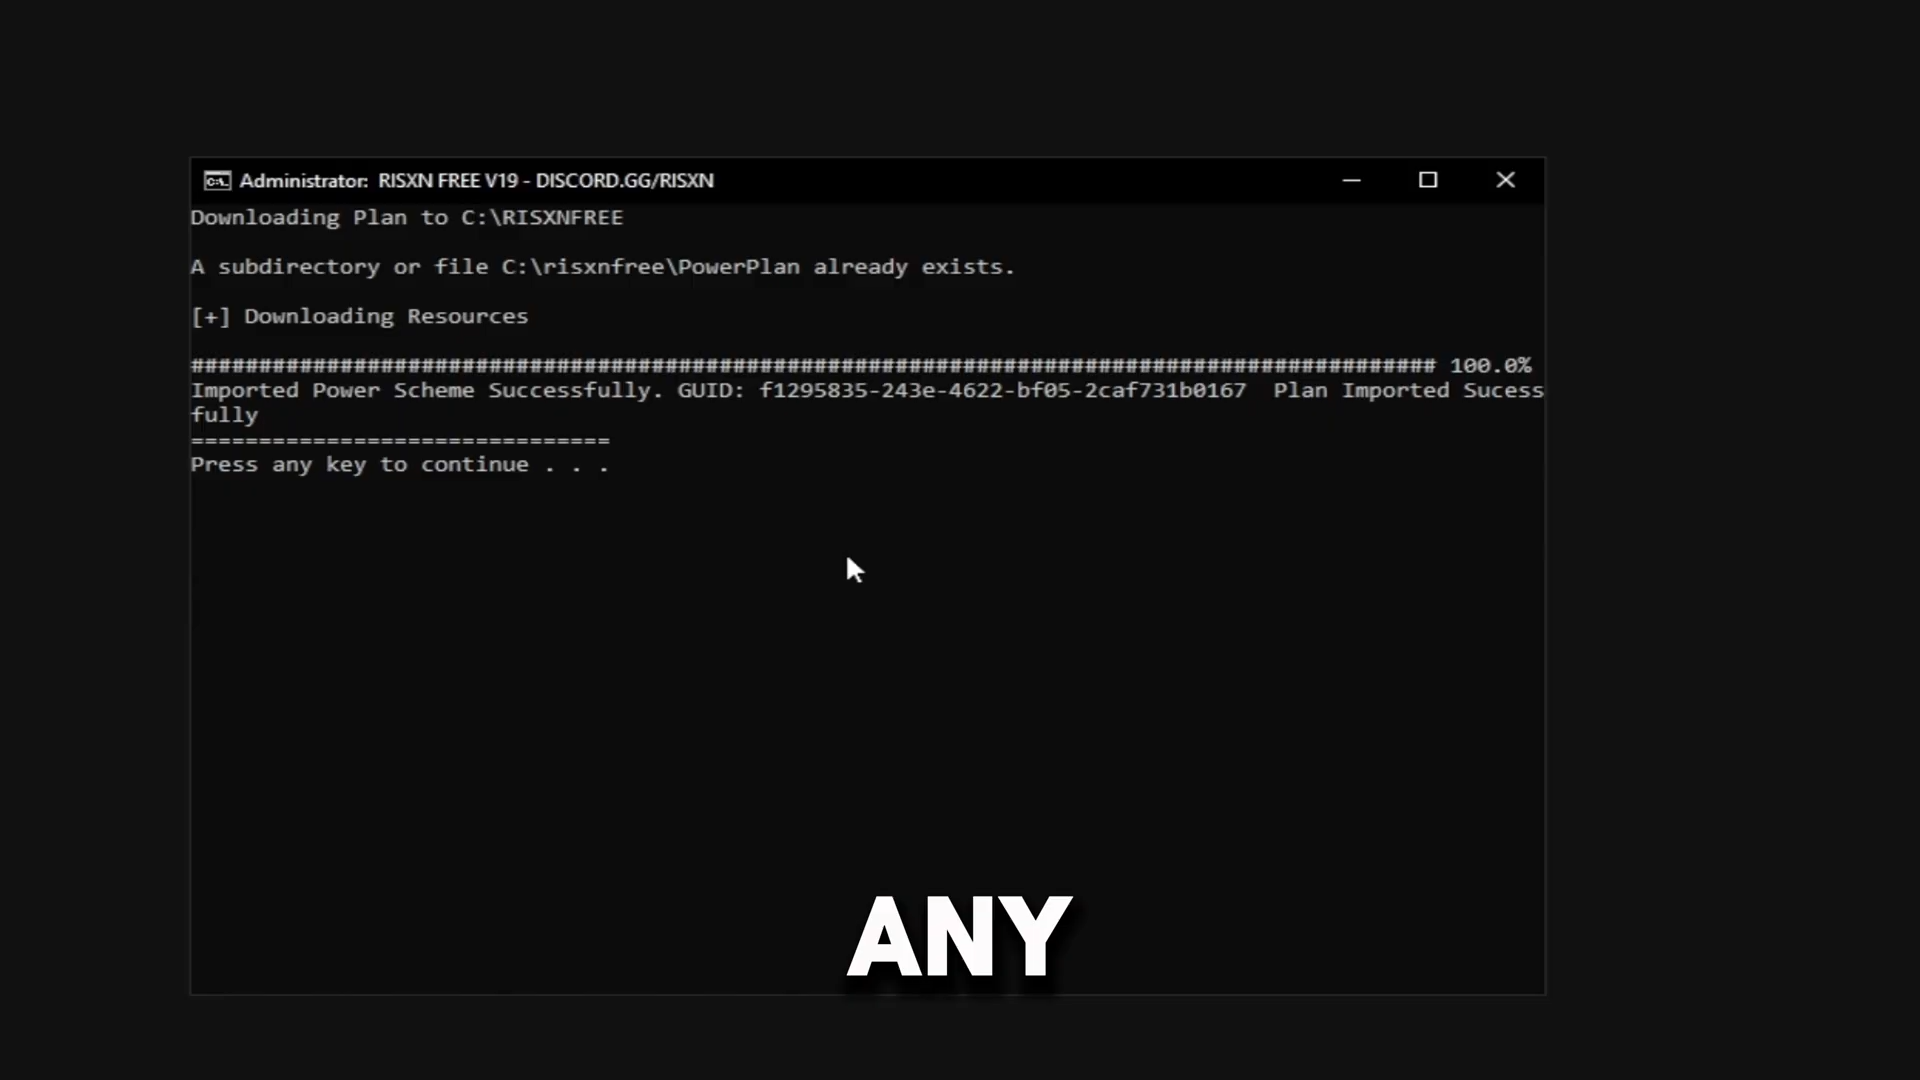 Administrator: RISXN FREE V19 - DISCORD.GG/RISXN
Downloading Plan to C:\RISXNFREE
A subdirectory or file C:\risxnfree\PowerPlan already exists.
[+] Downloading Resources
############################################################################################ 100.0%
Imported Power Scheme Successfully. GUID: f1295835-243e-4622-bf05-2caf731b0167  Plan Imported Sucess
fully
===============================
Press any key to continue . . .
ANY